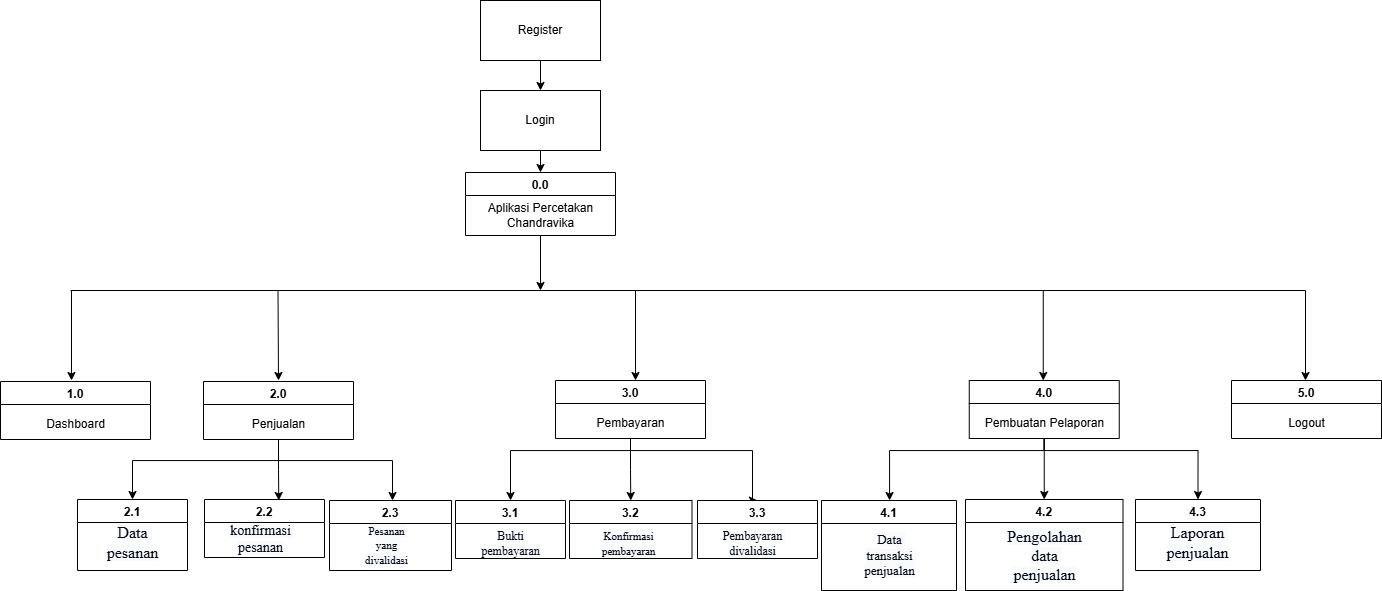 Register
Login
0.0
Aplikasi Percetakan
Chandravika
1.0
Dashboard
2.0
Penjualan
3.0
Pembayaran
4.0
Pembuatan Pelaporan
5.0
Logout
2.1
Data
pesanan
2.2
konfirmasi
pesanan
2.3
Pesanan
yang
divalidasi
3.1
Bukti
pembayaran
3.2
Konfirmasi
pembayaran
3.3
Pembayaran
divalidasi
4.1
Data
transaksi
penjualan
4.2
Pengolahan
data
penjualan
4.3
Laporan
penjualan